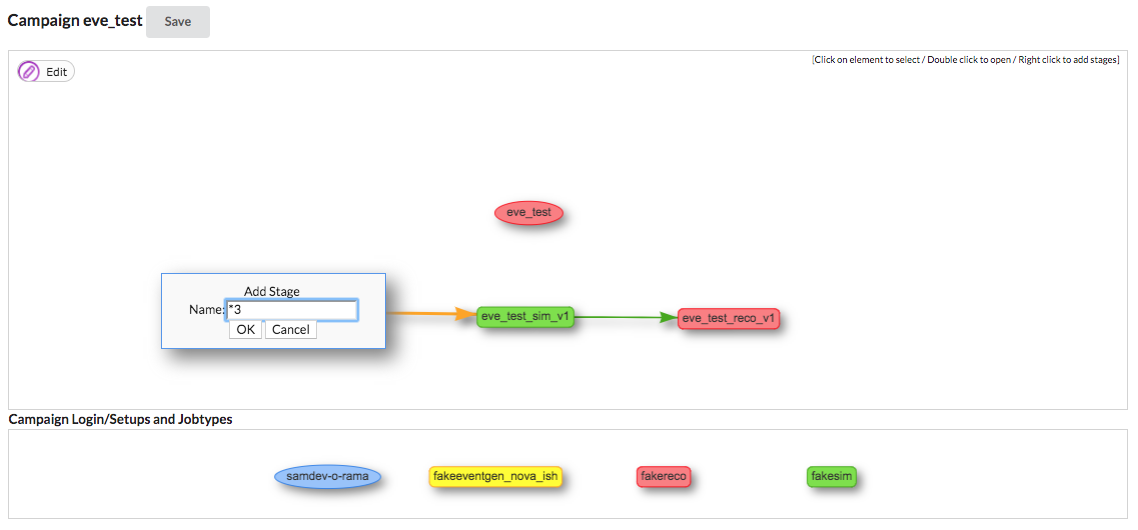 Campaign eve_test Save
[Click on element to select / Double click to open / Right click to add stages]
Edit
eve_test
Add Stage
Name: *3
OK Cancel
eve_test_sim_v1
eve_test_reco_v1
Campaign Login/Setups and Jobtypes
samdev-o-rama
fakeeventgen_nova_ish
fakereco
fakesim